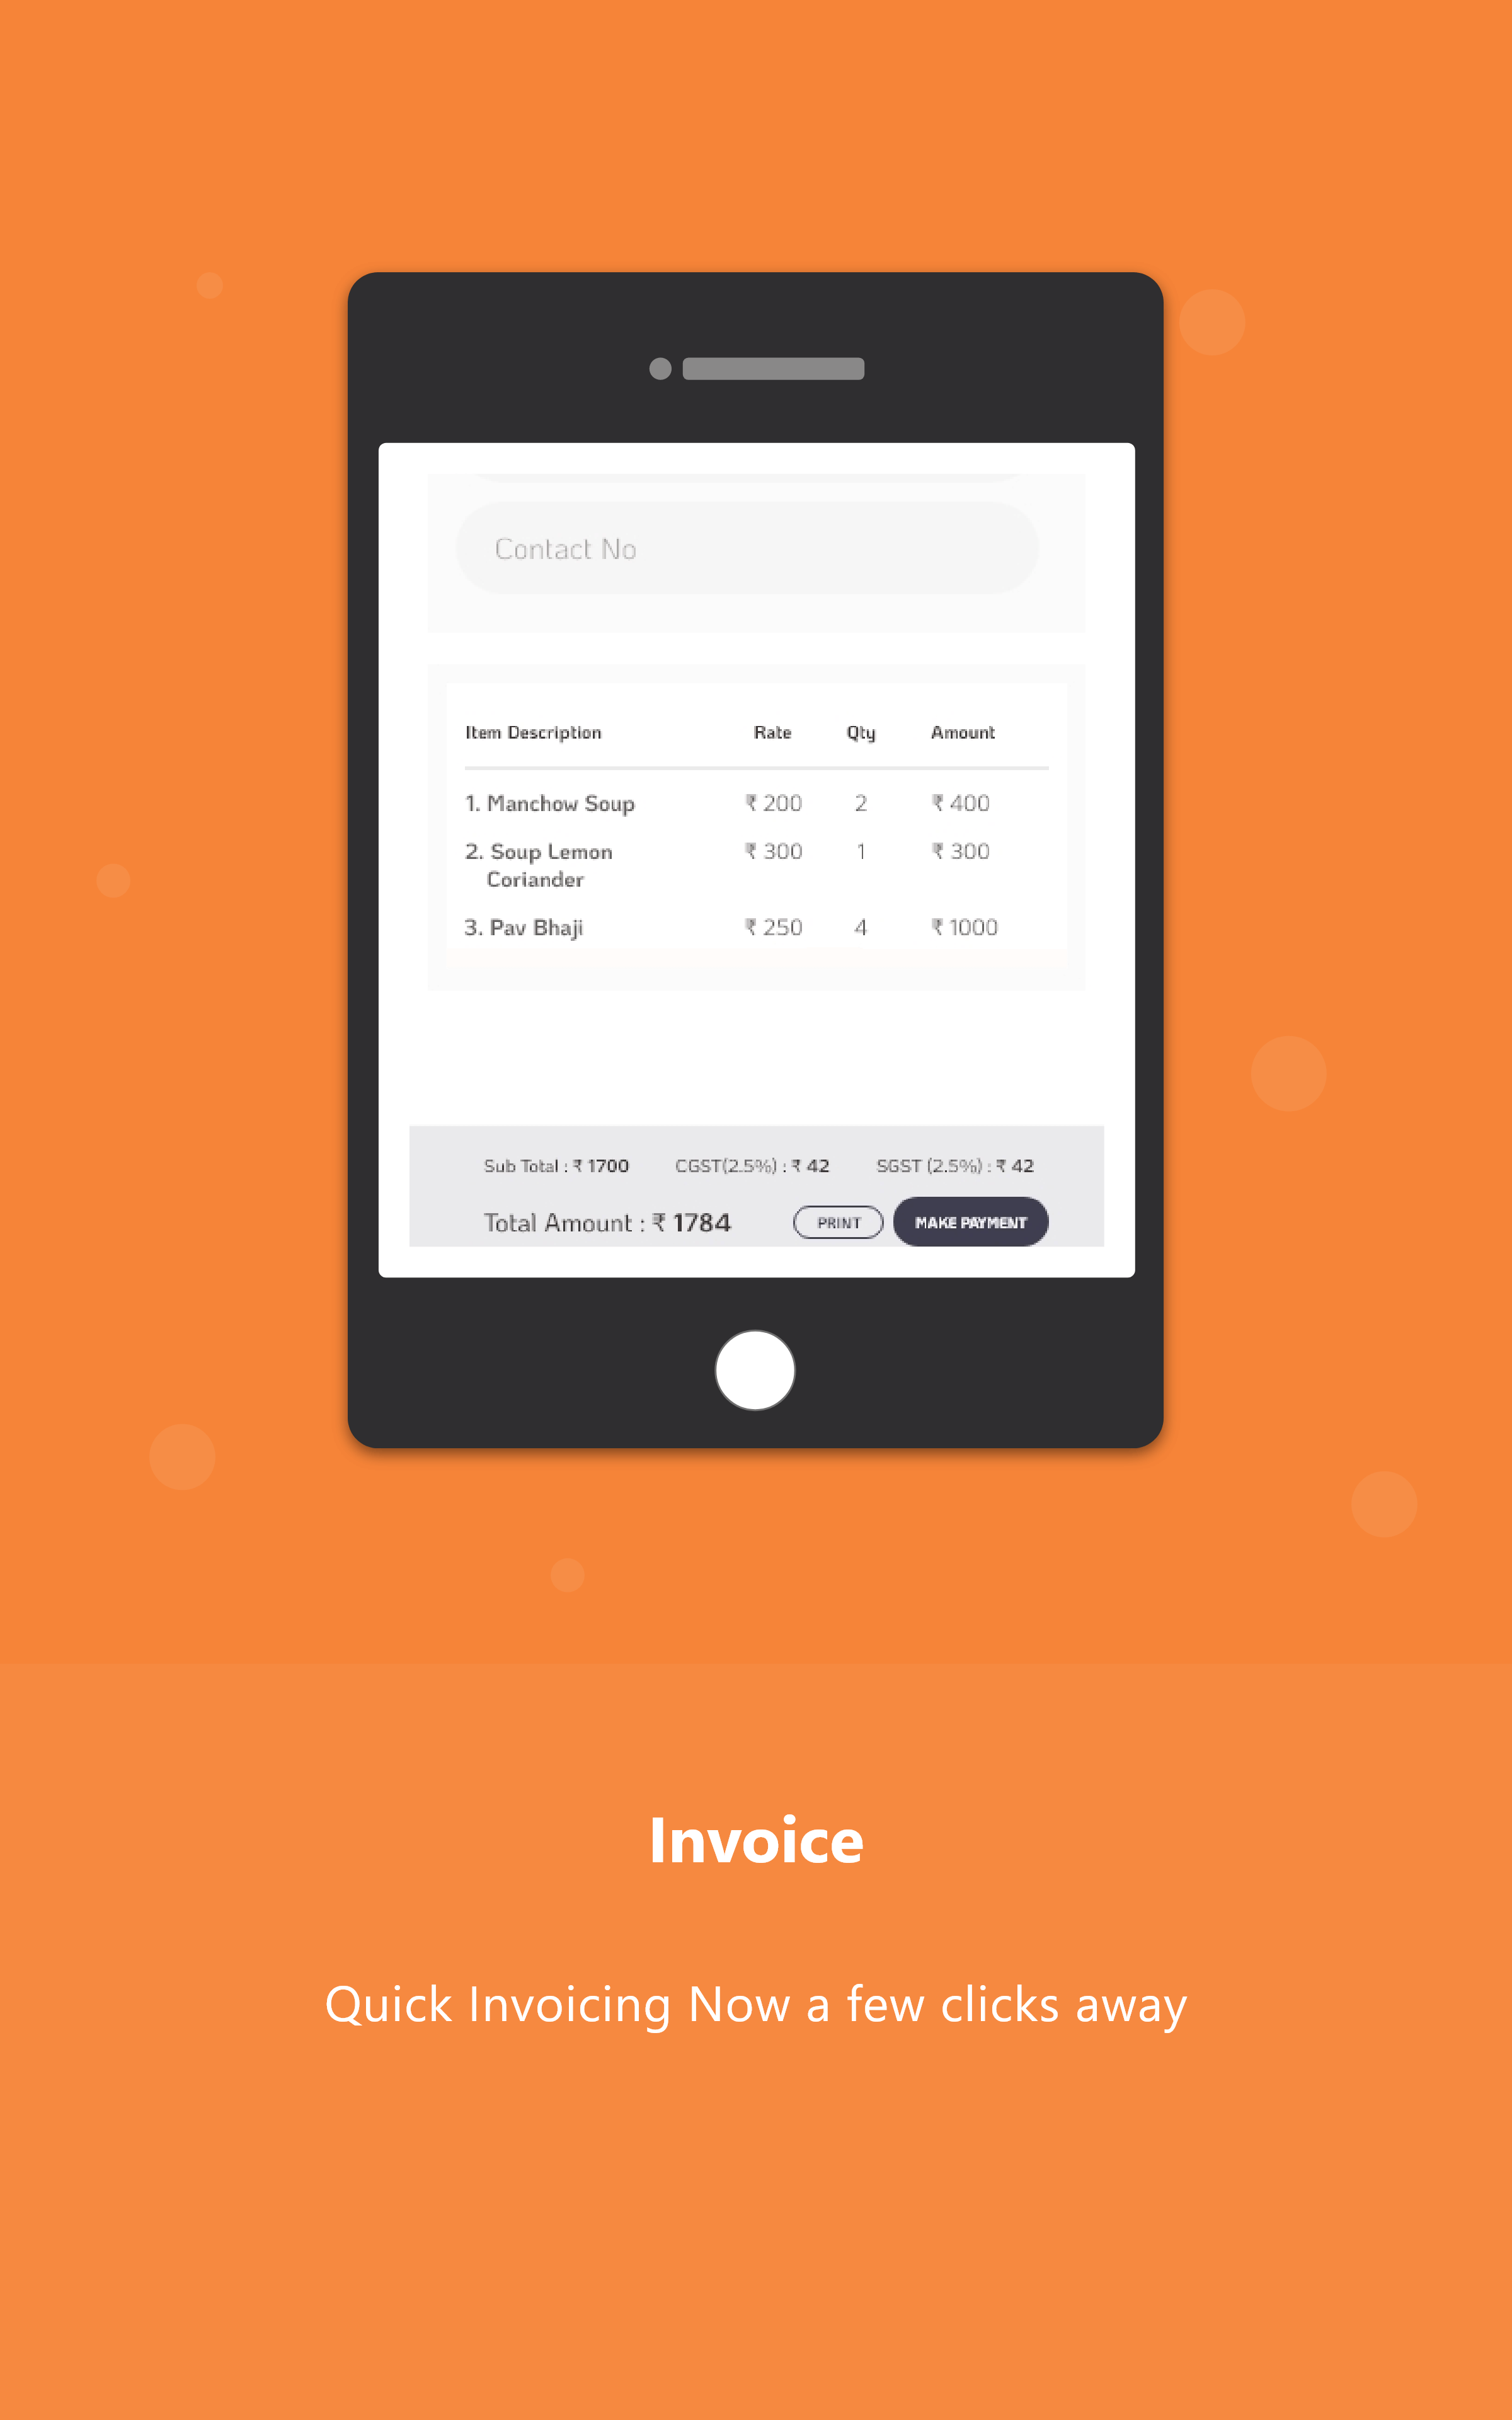 Contact No
Item Description Rate Qty Amount
1. Manchow Soup ₹ 200 2 ₹ 400
2. Soup Lemon ₹ 300 1 ₹ 300
Coriander
3. Pav Bhaji ₹ 250 4 ₹ 1000
Sub Total : ₹ 1700 CGST(2.5%) : ₹ 42 SGST (2.5%) : ₹ 42
Total Amount : ₹ 1784 PRINT MAKE PAYMENT
Invoice
Quick Invoicing Now a few clicks away